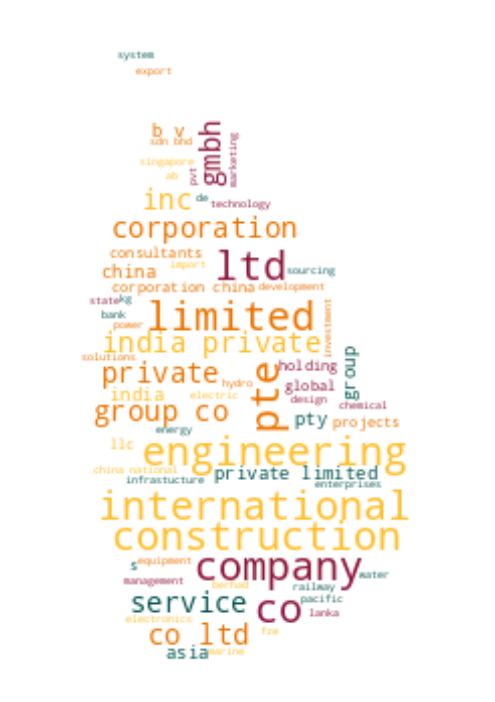 system
export
b v
sdn bhd
gmbh
marketing
singapore
ab
pvt
inc
de
technology
corporation
consultants
china
import
ltd
sourcing
corporation china
development
state
kg
bank
power
limited
investment
india private
solutions
private
hydro
pte
holding
group
india
electric
global
design
chemical
group co
pty
projects
energy
llc
engineering
china national
private limited
infrastucture
enterprises
international
construction
s
equipment
company
water
management
berhad
railway
service
co
pacific
lanka
electronics
co ltd
fze
asia
marine